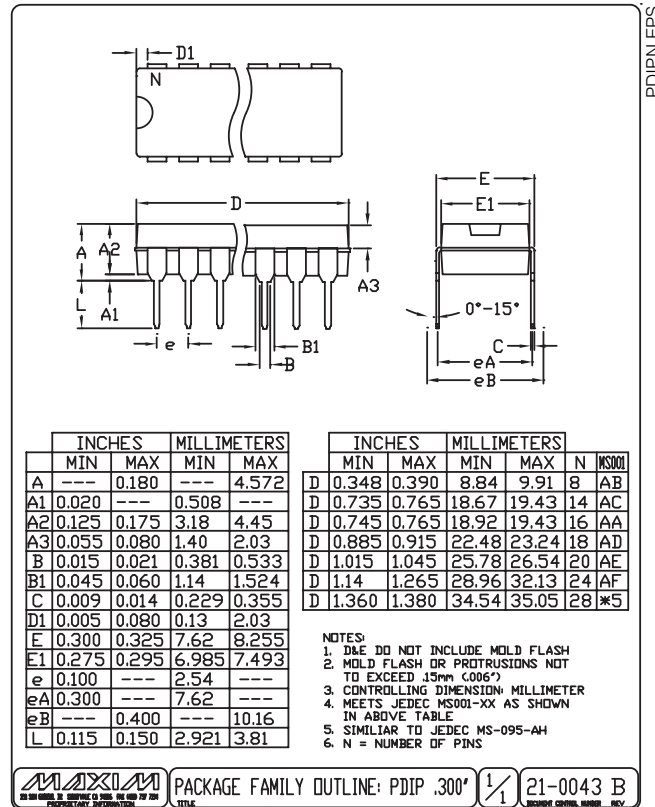 PDIPN.EPS
D1
N
D
E
E1
A
A2
A3
L
A1
0°-15°
e
B1
B
C
eA
eB
INCHES MILLIMETERS
MIN MAX MIN MAX
A --- 0.180 --- 4.572
A1 0.020 --- 0.508 ---
A2 0.125 0.175 3.18 4.45
A3 0.055 0.080 1.40 2.03
B 0.015 0.021 0.381 0.533
B1 0.045 0.060 1.14 1.524
C 0.009 0.014 0.229 0.355
D1 0.005 0.080 0.13 2.03
E 0.300 0.325 7.62 8.255
E1 0.275 0.295 6.985 7.493
e 0.100 --- 2.54 ---
eA 0.300 --- 7.62 ---
eB --- 0.400 --- 10.16
L 0.115 0.150 2.921 3.81
INCHES MILLIMETERS
MIN MAX MIN MAX N MS001
D 0.348 0.390 8.84 9.91 8 AB
D 0.735 0.765 18.67 19.43 14 AC
D 0.745 0.765 18.92 19.43 16 AA
D 0.885 0.915 22.48 23.24 18 AD
D 1.015 1.045 25.78 26.54 20 AE
D 1.14 1.265 28.96 32.13 24 AF
D 1.360 1.380 34.54 35.05 28 *5
NOTES:
1. D&E DO NOT INCLUDE MOLD FLASH
2. MOLD FLASH OR PROTRUSIONS NOT
TO EXCEED .15mm (.006")
3. CONTROLLING DIMENSION: MILLIMETER
4. MEETS JEDEC MS001-XX AS SHOWN
IN ABOVE TABLE
5. SIMILIAR TO JEDEC MS-095-AH
6. N = NUMBER OF PINS
MAXIM
PROPRIETARY INFORMATION
PACKAGE FAMILY OUTLINE: PDIP .300"
TITLE
1/1
21-0043 B
DOCUMENT CONTROL NUMBER REV